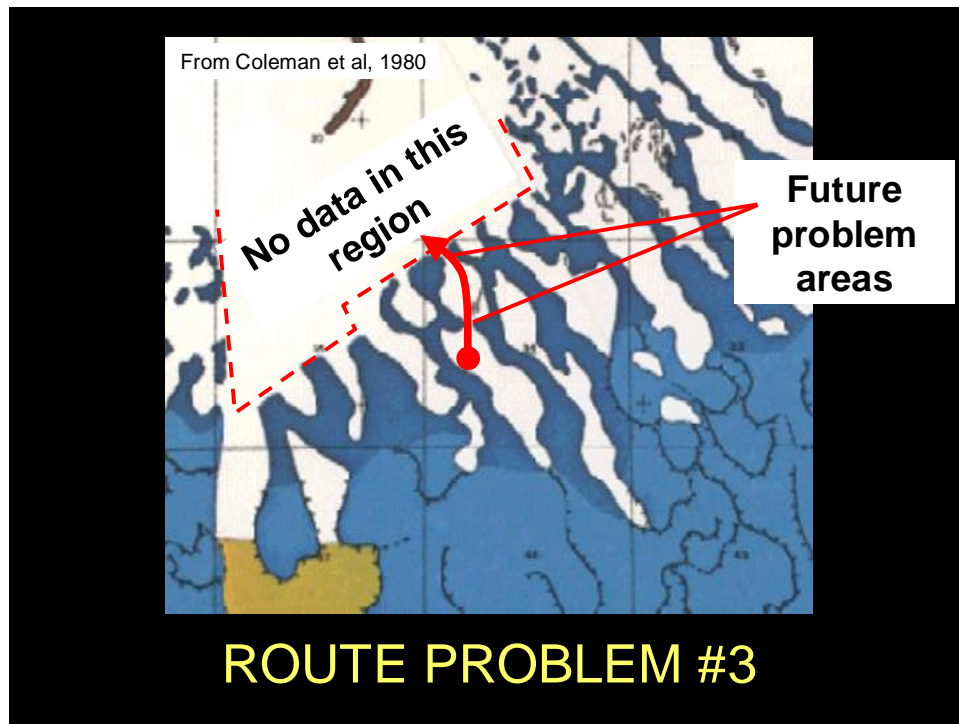 From Coleman et al, 1980
No data in this
region
Future
problem
areas
ROUTE PROBLEM #3